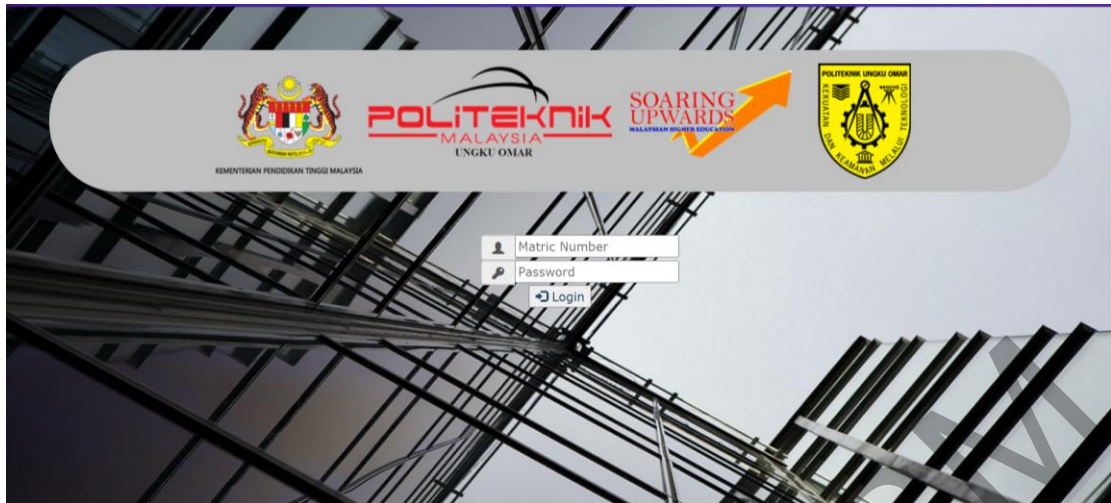 KEMENTERIAN PENDIDIKAN TINGGI MALAYSIA
POLITEKNIK
MALAYSIA
UNGKU OMAR
SOARING
UPWARDS
MALAYSIAN HIGHER EDUCATION
POLITEKNIK UNGKU OMAR
KEKUATAN DAN KEAMANAN MELALUI TEKNOLOGI
Matric Number
Password
Login